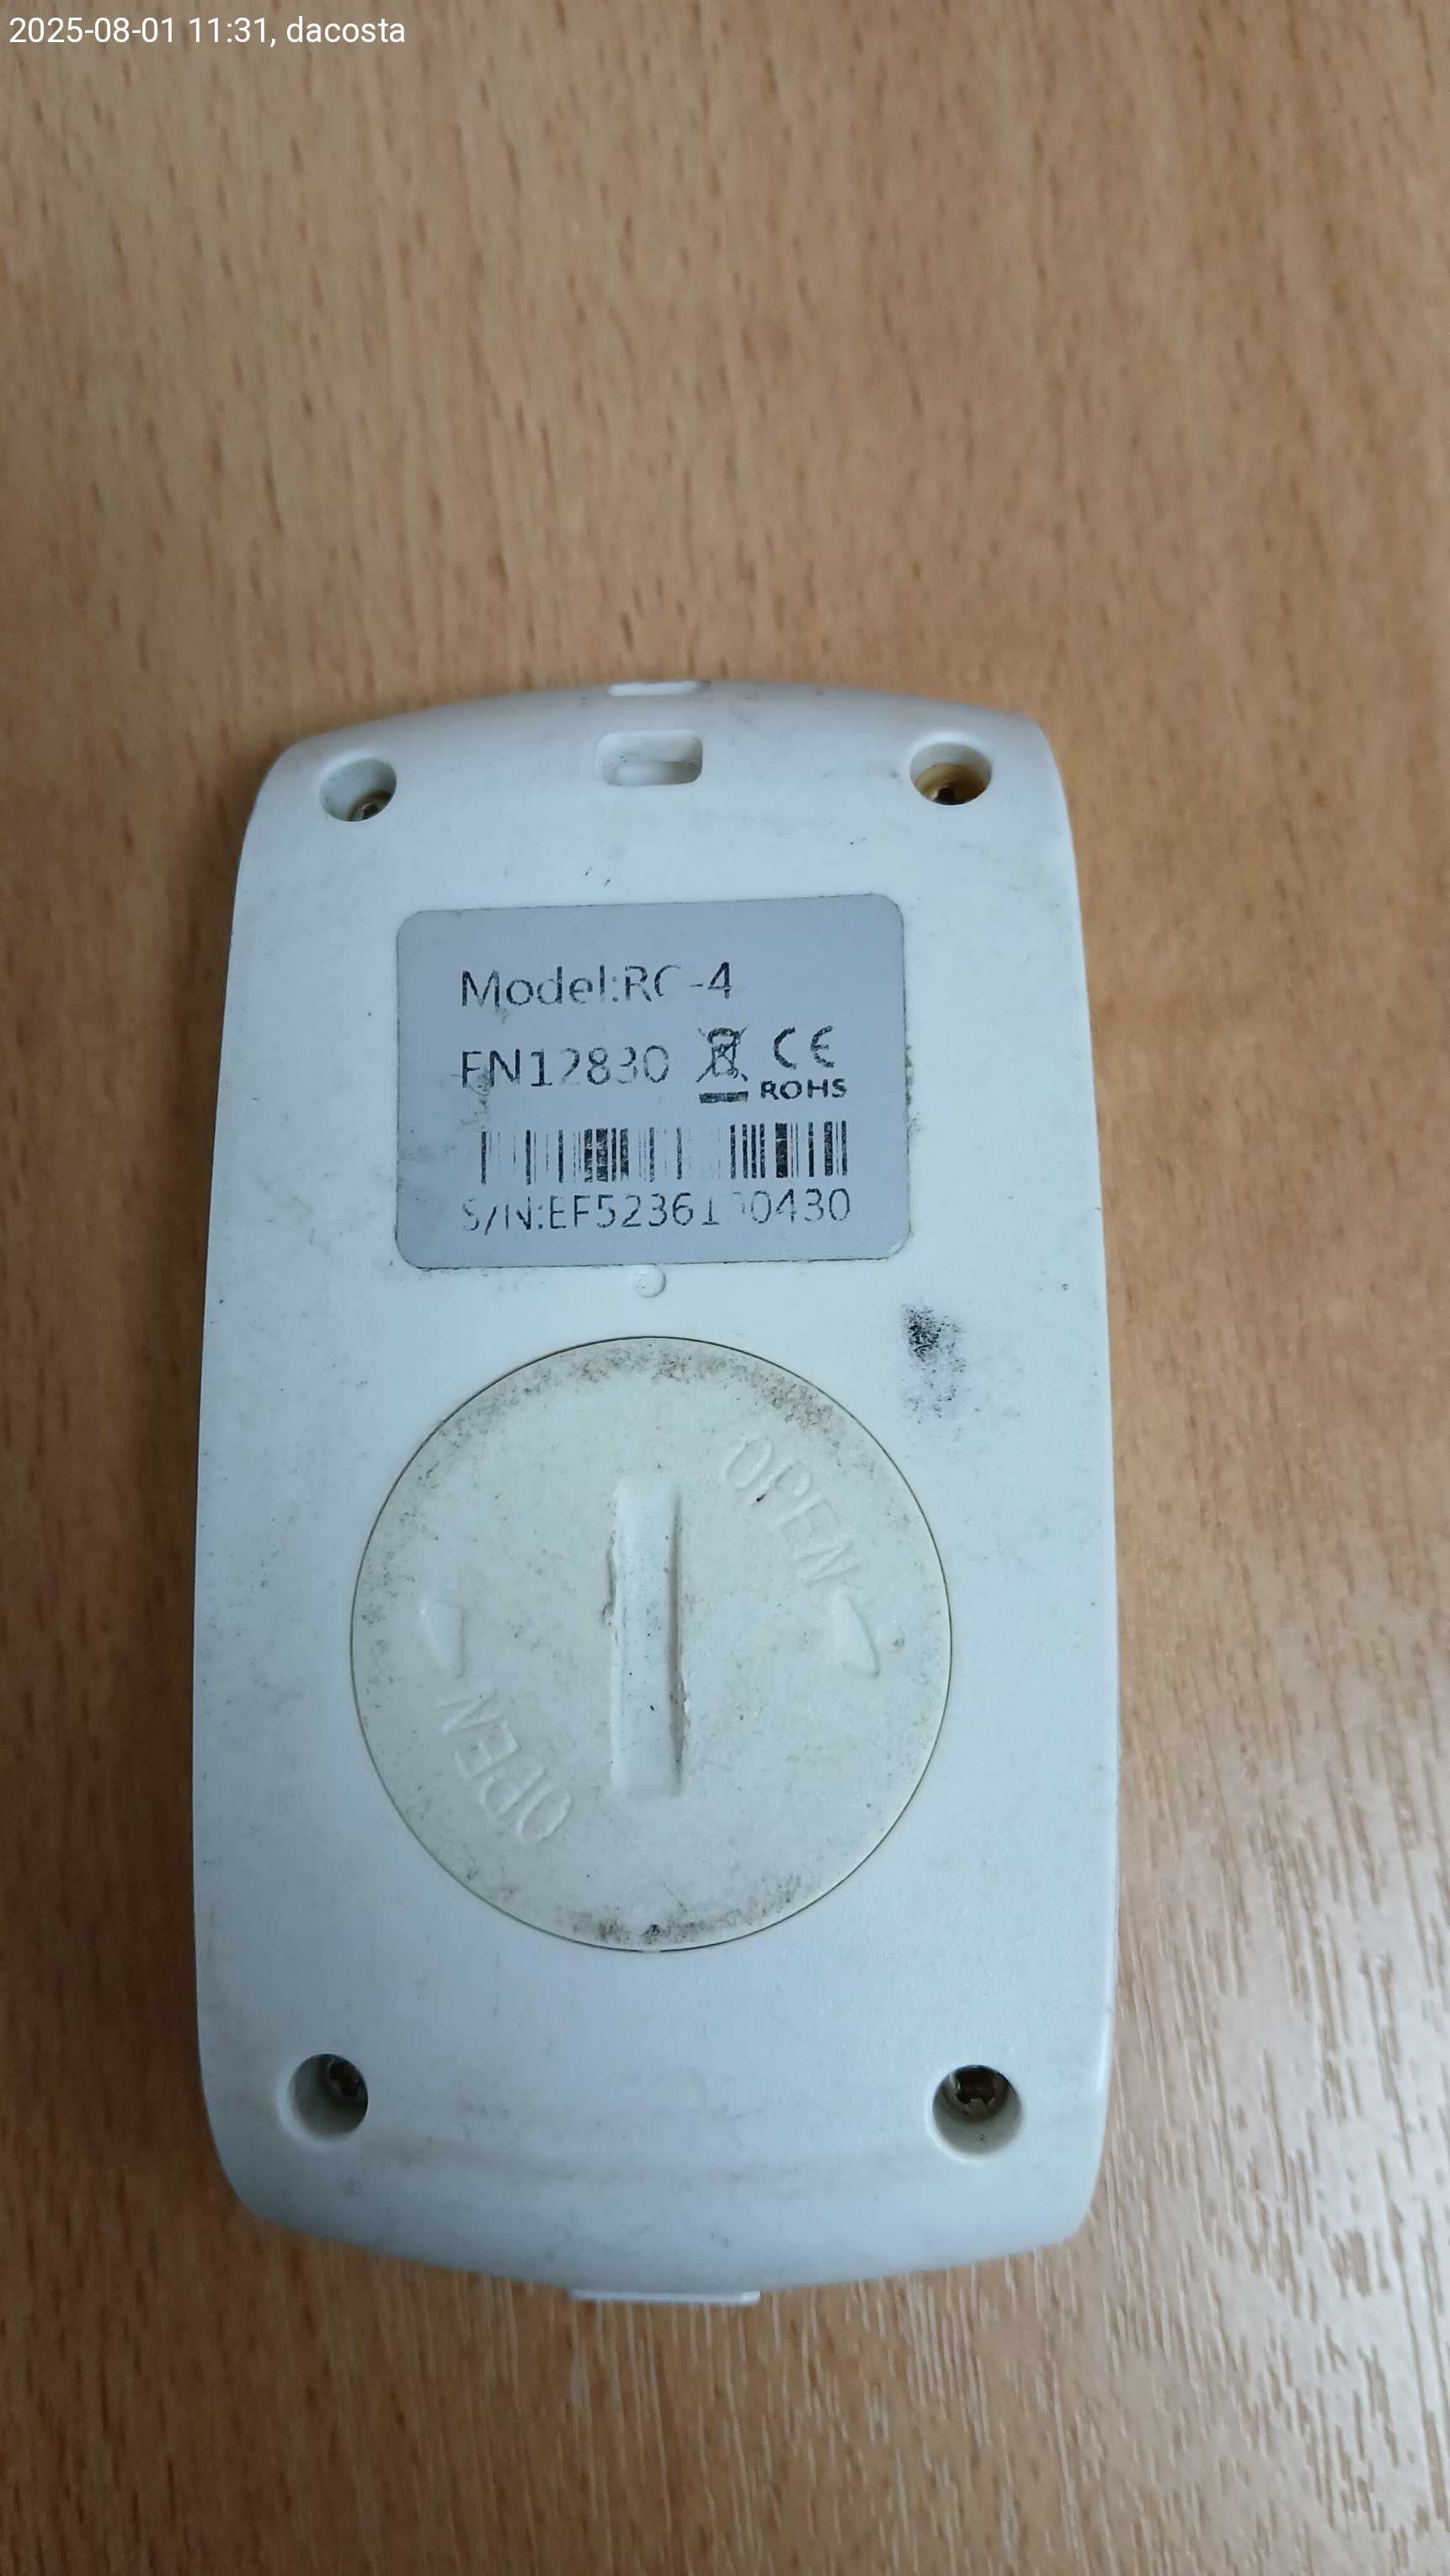 2025-08-01 11:31, dacosta
Model:RC-4
EN12830 CE
ROHS
OPEN
OPEN